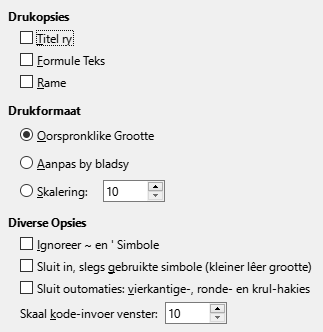 Drukopsies
Titel ry
Formule Teks
Rame
Drukformaat
Oorspronklike Grootte
Aanpas by bladsy
Skalering: 10
Diverse Opsies
Ignoreer ~ en ' Simbole
Sluit in, slegs gebruikte simbole (kleiner lêer grootte)
Sluit outomaties: vierkantige-, ronde- en krul-hakies
Skaal kode-invoer venster: 10